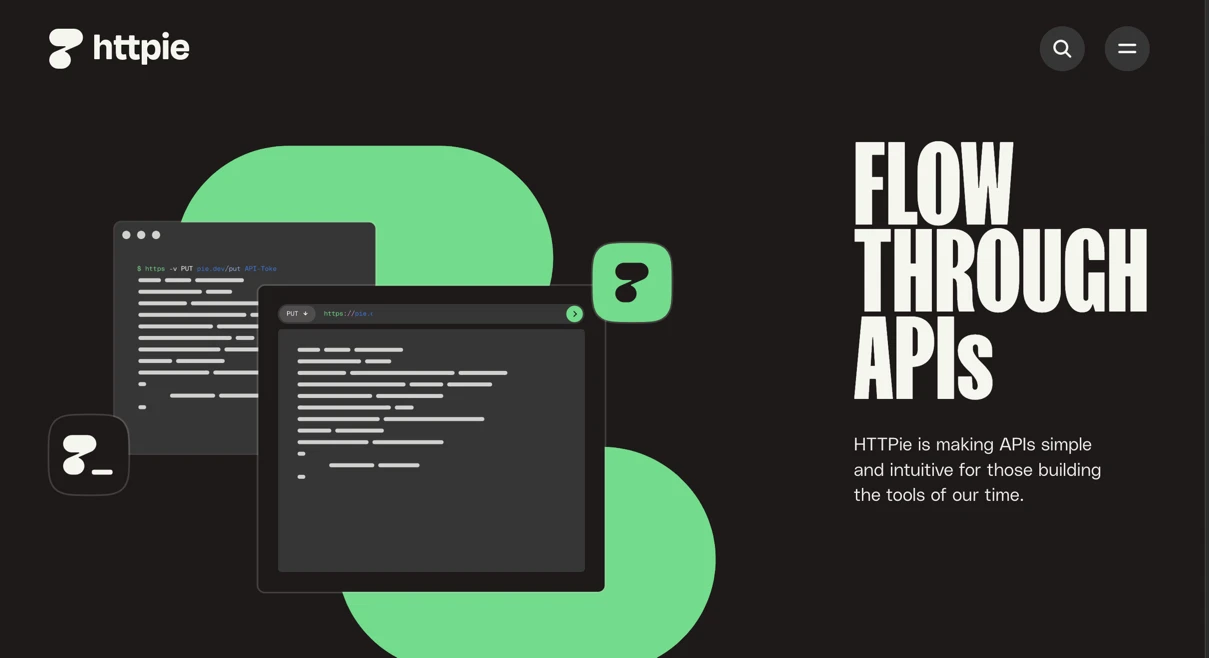 httpie
FLOW
THROUGH
APIs
$ https -v PUT pie.dev/put API-Toke
PUT
https://pie.c
HTTPie is making APIs simple
and intuitive for those building
the tools of our time.